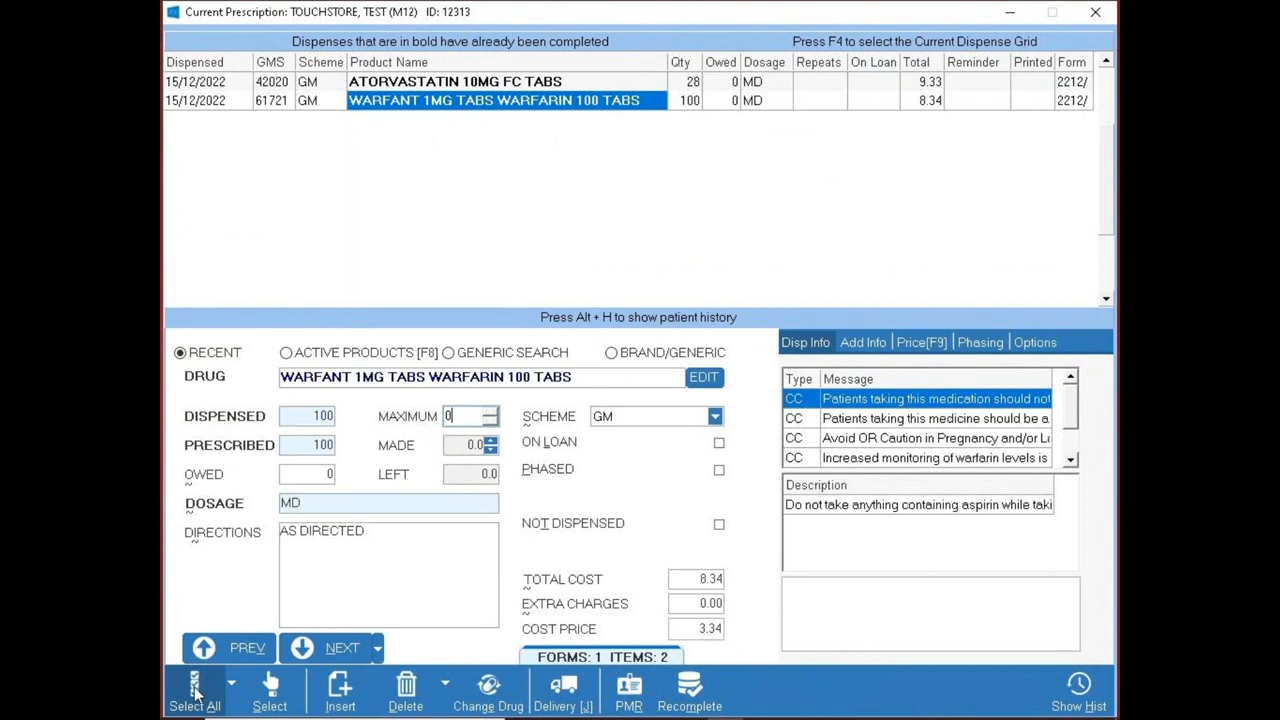 Current Prescription: TOUCHSTORE, TEST (M12) ID: 12313
Dispenses that are in bold have already been completed Press F4 to select the Current Dispense Grid
Dispensed GMS Scheme Product Name Qty Owed Dosage Repeats On Loan Total Reminder Printed Form
15/12/2022 42020 GM ATORVASTATIN 10MG FC TABS 28 0 MD 9.33 2212/
15/12/2022 61721 GM WARFANT 1MG TABS WARFARIN 100 TABS 100 0 MD 8.34 2212/
Press Alt + H to show patient history
RECENT ACTIVE PRODUCTS [F8] GENERIC SEARCH BRAND/GENERIC
DRUG WARFANT 1MG TABS WARFARIN 100 TABS EDIT
DISPENSED 100 MAXIMUM 0 SCHEME GM
PRESCRIBED 100 MADE 0.0 ON LOAN
OWED 0 LEFT 0.0 PHASED
DOSAGE MD
DIRECTIONS AS DIRECTED NOT DISPENSED
TOTAL COST 8.34
EXTRA CHARGES 0.00
COST PRICE 3.34
PREV NEXT
FORMS: 1 ITEMS: 2
Disp Info Add Info Price[F9] Phasing Options
Type Message
CC Patients taking this medication should not
CC Patients taking this medicine should be a
CC Avoid OR Caution in Pregnancy and/or La
CC Increased monitoring of warfarin levels is
Description
Do not take anything containing aspirin while taki
Select All Select Insert Delete Change Drug Delivery [J] PMR Recomplete Show Hist